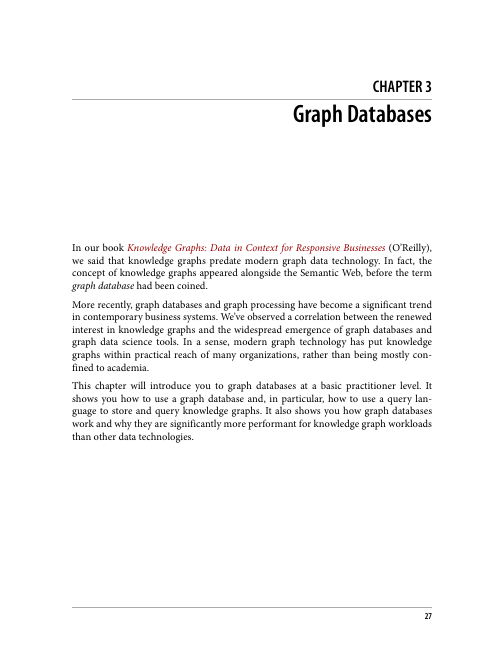 CHAPTER 3
Graph Databases
In our book Knowledge Graphs: Data in Context for Responsive Businesses (O’Reilly),
we said that knowledge graphs predate modern graph data technology. In fact, the
concept of knowledge graphs appeared alongside the Semantic Web, before the term
graph database had been coined.
More recently, graph databases and graph processing have become a significant trend
in contemporary business systems. We’ve observed a correlation between the renewed
interest in knowledge graphs and the widespread emergence of graph databases and
graph data science tools. In a sense, modern graph technology has put knowledge
graphs within practical reach of many organizations, rather than being mostly con-
fined to academia.
This chapter will introduce you to graph databases at a basic practitioner level. It
shows you how to use a graph database and, in particular, how to use a query lan-
guage to store and query knowledge graphs. It also shows you how graph databases
work and why they are significantly more performant for knowledge graph workloads
than other data technologies.
27